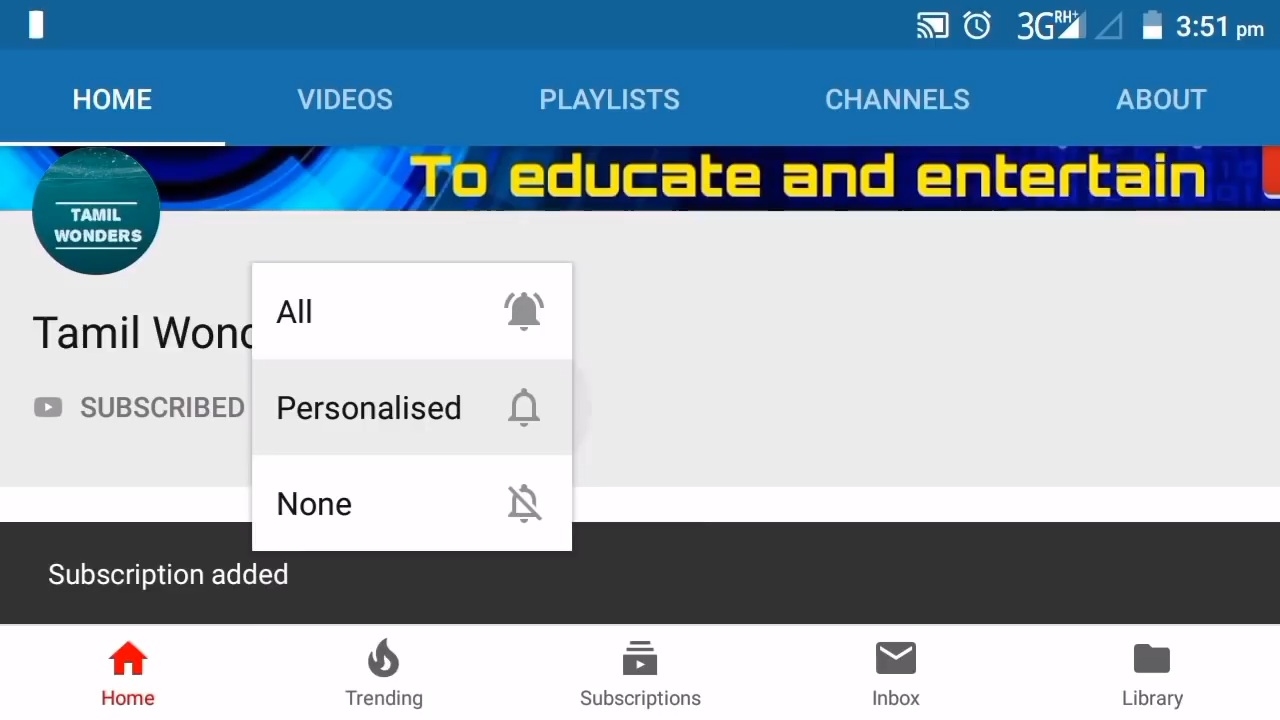 3G RH+ 3:51 pm
HOME VIDEOS PLAYLISTS CHANNELS ABOUT
To educate and entertain
TAMIL
WONDERS
Tamil Wond
SUBSCRIBED
All
Personalised
None
Subscription added
Home Trending Subscriptions Inbox Library